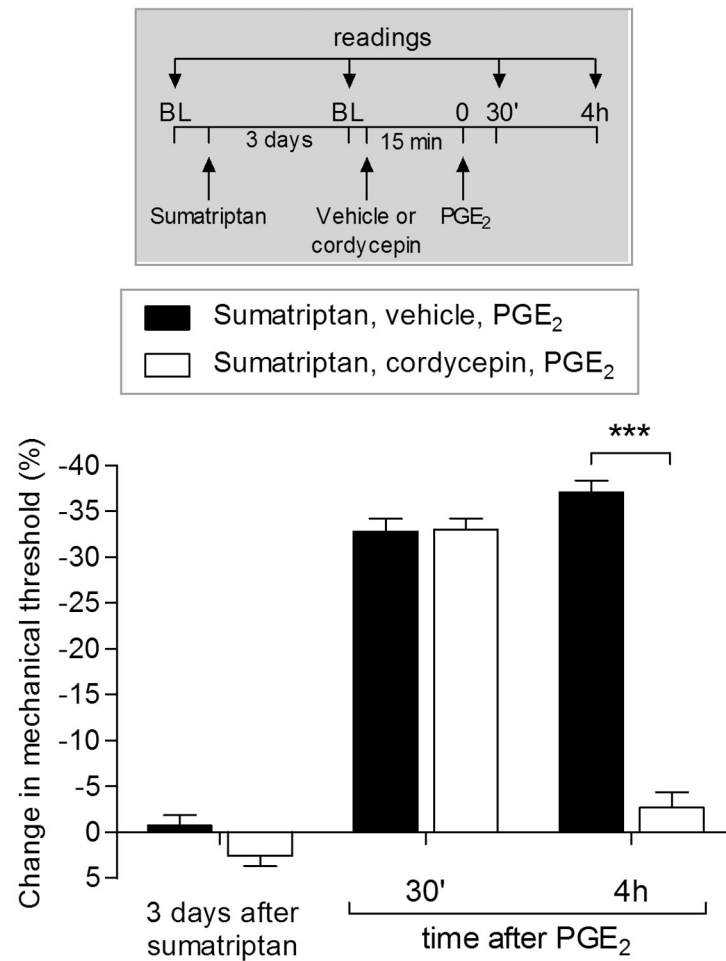 readings
BL BL 0 30' 4h
3 days 15 min
Sumatriptan Vehicle or cordycepin PGE₂
Sumatriptan, vehicle, PGE₂
Sumatriptan, cordycepin, PGE₂
***
Change in mechanical threshold (%)
-40
-35
-30
-25
-20
-15
-10
-5
0
5
3 days after
sumatriptan
30' 4h
time after PGE₂